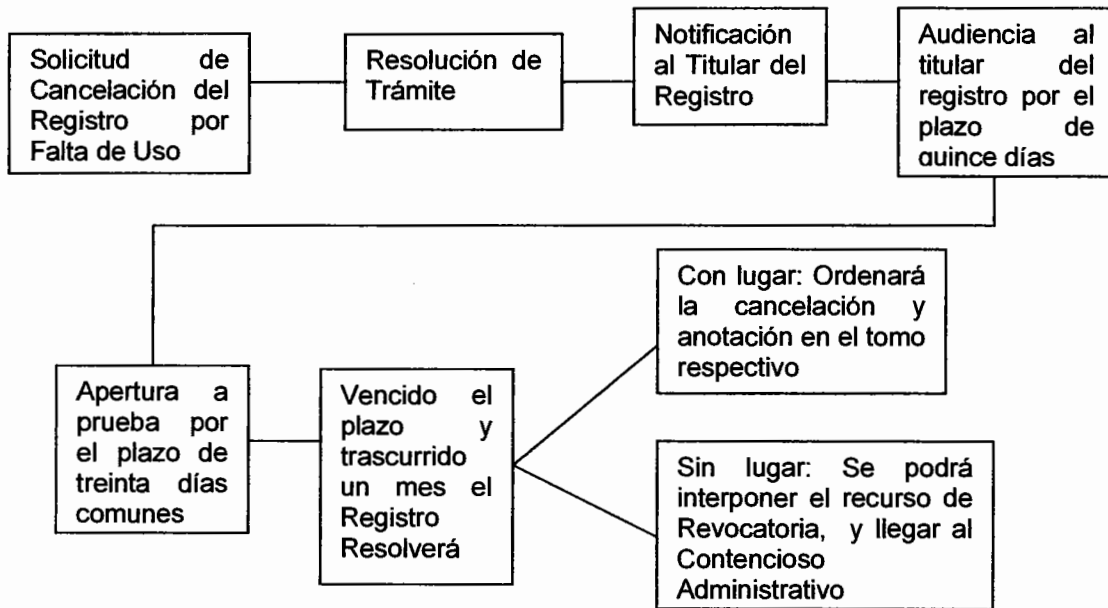 Solicitud de
Cancelación del
Registro por
Falta de Uso
Resolución de
Trámite
Notificación
al Titular del
Registro
Audiencia al
titular del
registro por el
plazo de
quince días
Apertura a
prueba por
el plazo de
treinta días
comunes
Vencido el
plazo y
trascurrido
un mes el
Registro
Resolverá
Con lugar: Ordenará
la cancelación y
anotación en el tomo
respectivo
Sin lugar: Se podrá
interponer el recurso de
Revocatoria, y llegar al
Contencioso
Administrativo